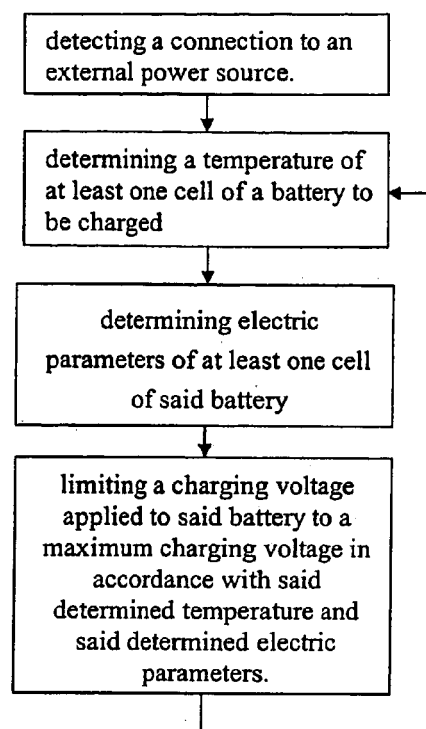 detecting a connection to an
external power source.
determining a temperature of
at least one cell of a battery to
be charged
determining electric
parameters of at least one cell
of said battery
limiting a charging voltage
applied to said battery to a
maximum charging voltage in
accordance with said
determined temperature and
said determined electric
parameters.